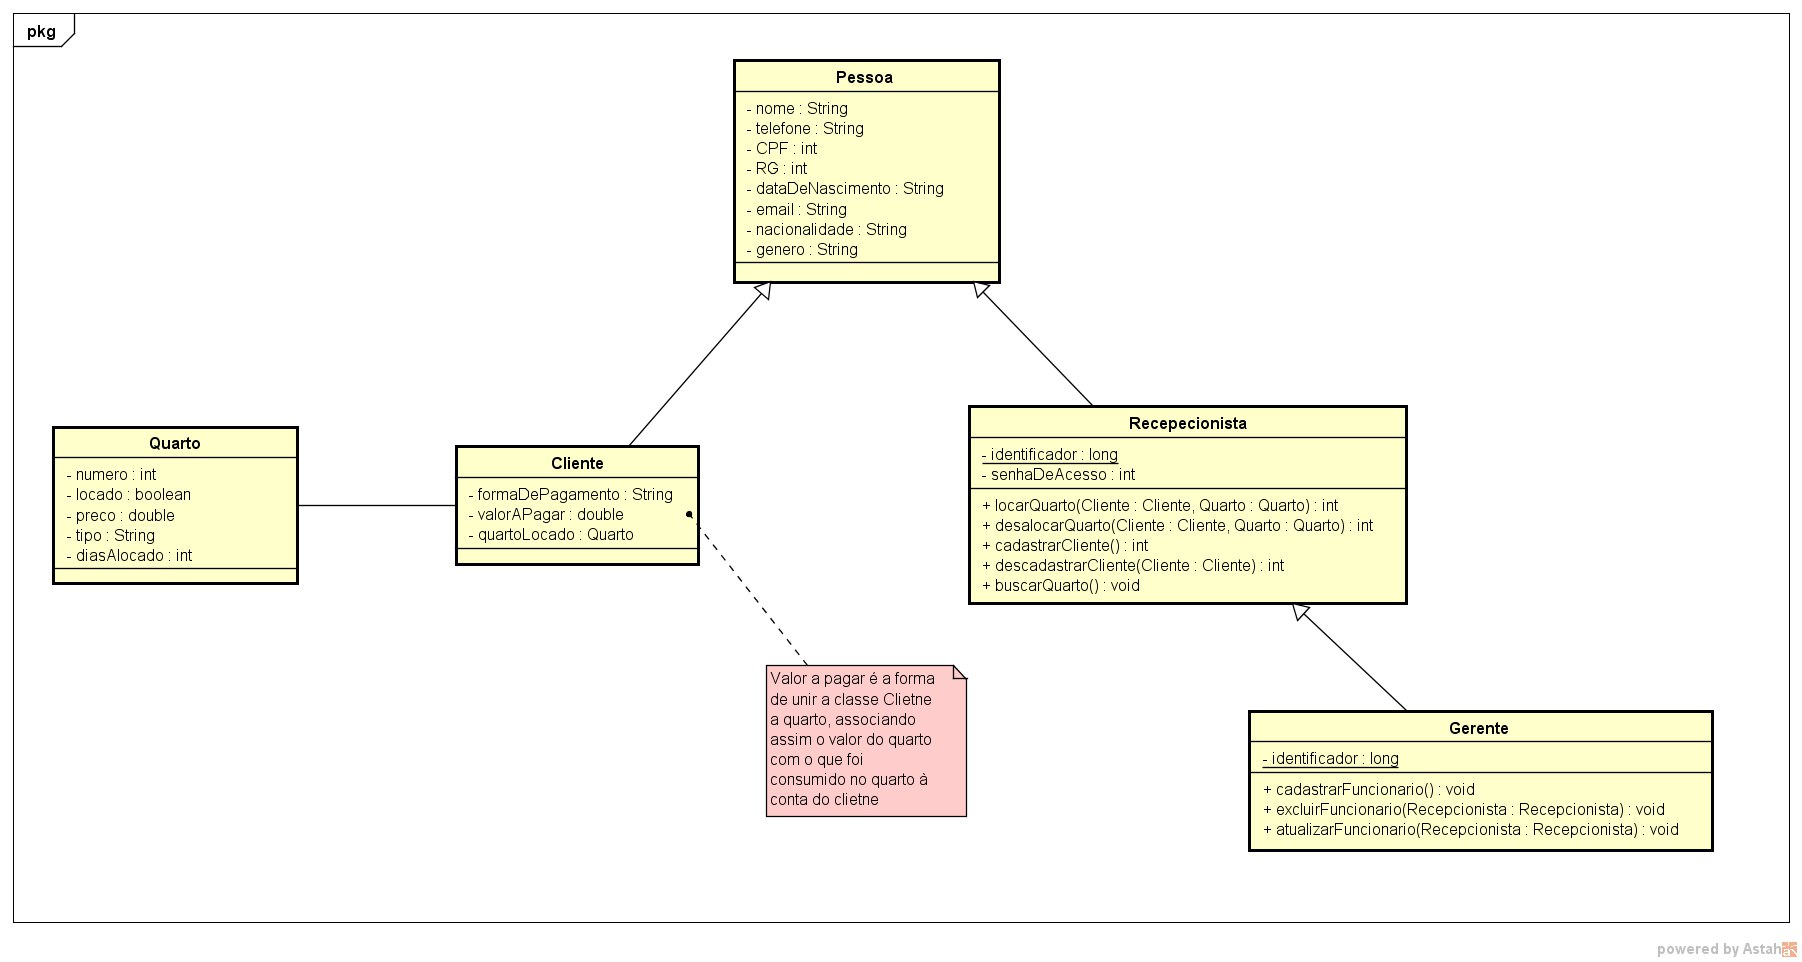 pkg
Pessoa
- nome : String
- telefone : String
- CPF : int
- RG : int
- dataDeNascimento : String
- email : String
- nacionalidade : String
- genero : String
Quarto
- numero : int
- locado : boolean
- preco : double
- tipo : String
- diasAlocado : int
Cliente
- formaDePagamento : String
- valorAPagar : double
- quartoLocado : Quarto
Recepecionista
- identificador : long
- senhaDeAcesso : int
+ locarQuarto(Cliente : Cliente, Quarto : Quarto) : int
+ desalocarQuarto(Cliente : Cliente, Quarto : Quarto) : int
+ cadastrarCliente() : int
+ descadastrarCliente(Cliente : Cliente) : int
+ buscarQuarto() : void
Valor a pagar é a forma
de unir a classe Clietne
a quarto, associando
assim o valor do quarto
com o que foi
consumido no quarto à
conta do clietne
Gerente
- identificador : long
+ cadastrarFuncionario() : void
+ excluirFuncionario(Recepcionista : Recepcionista) : void
+ atualizarFuncionario(Recepcionista : Recepcionista) : void
powered by Astah